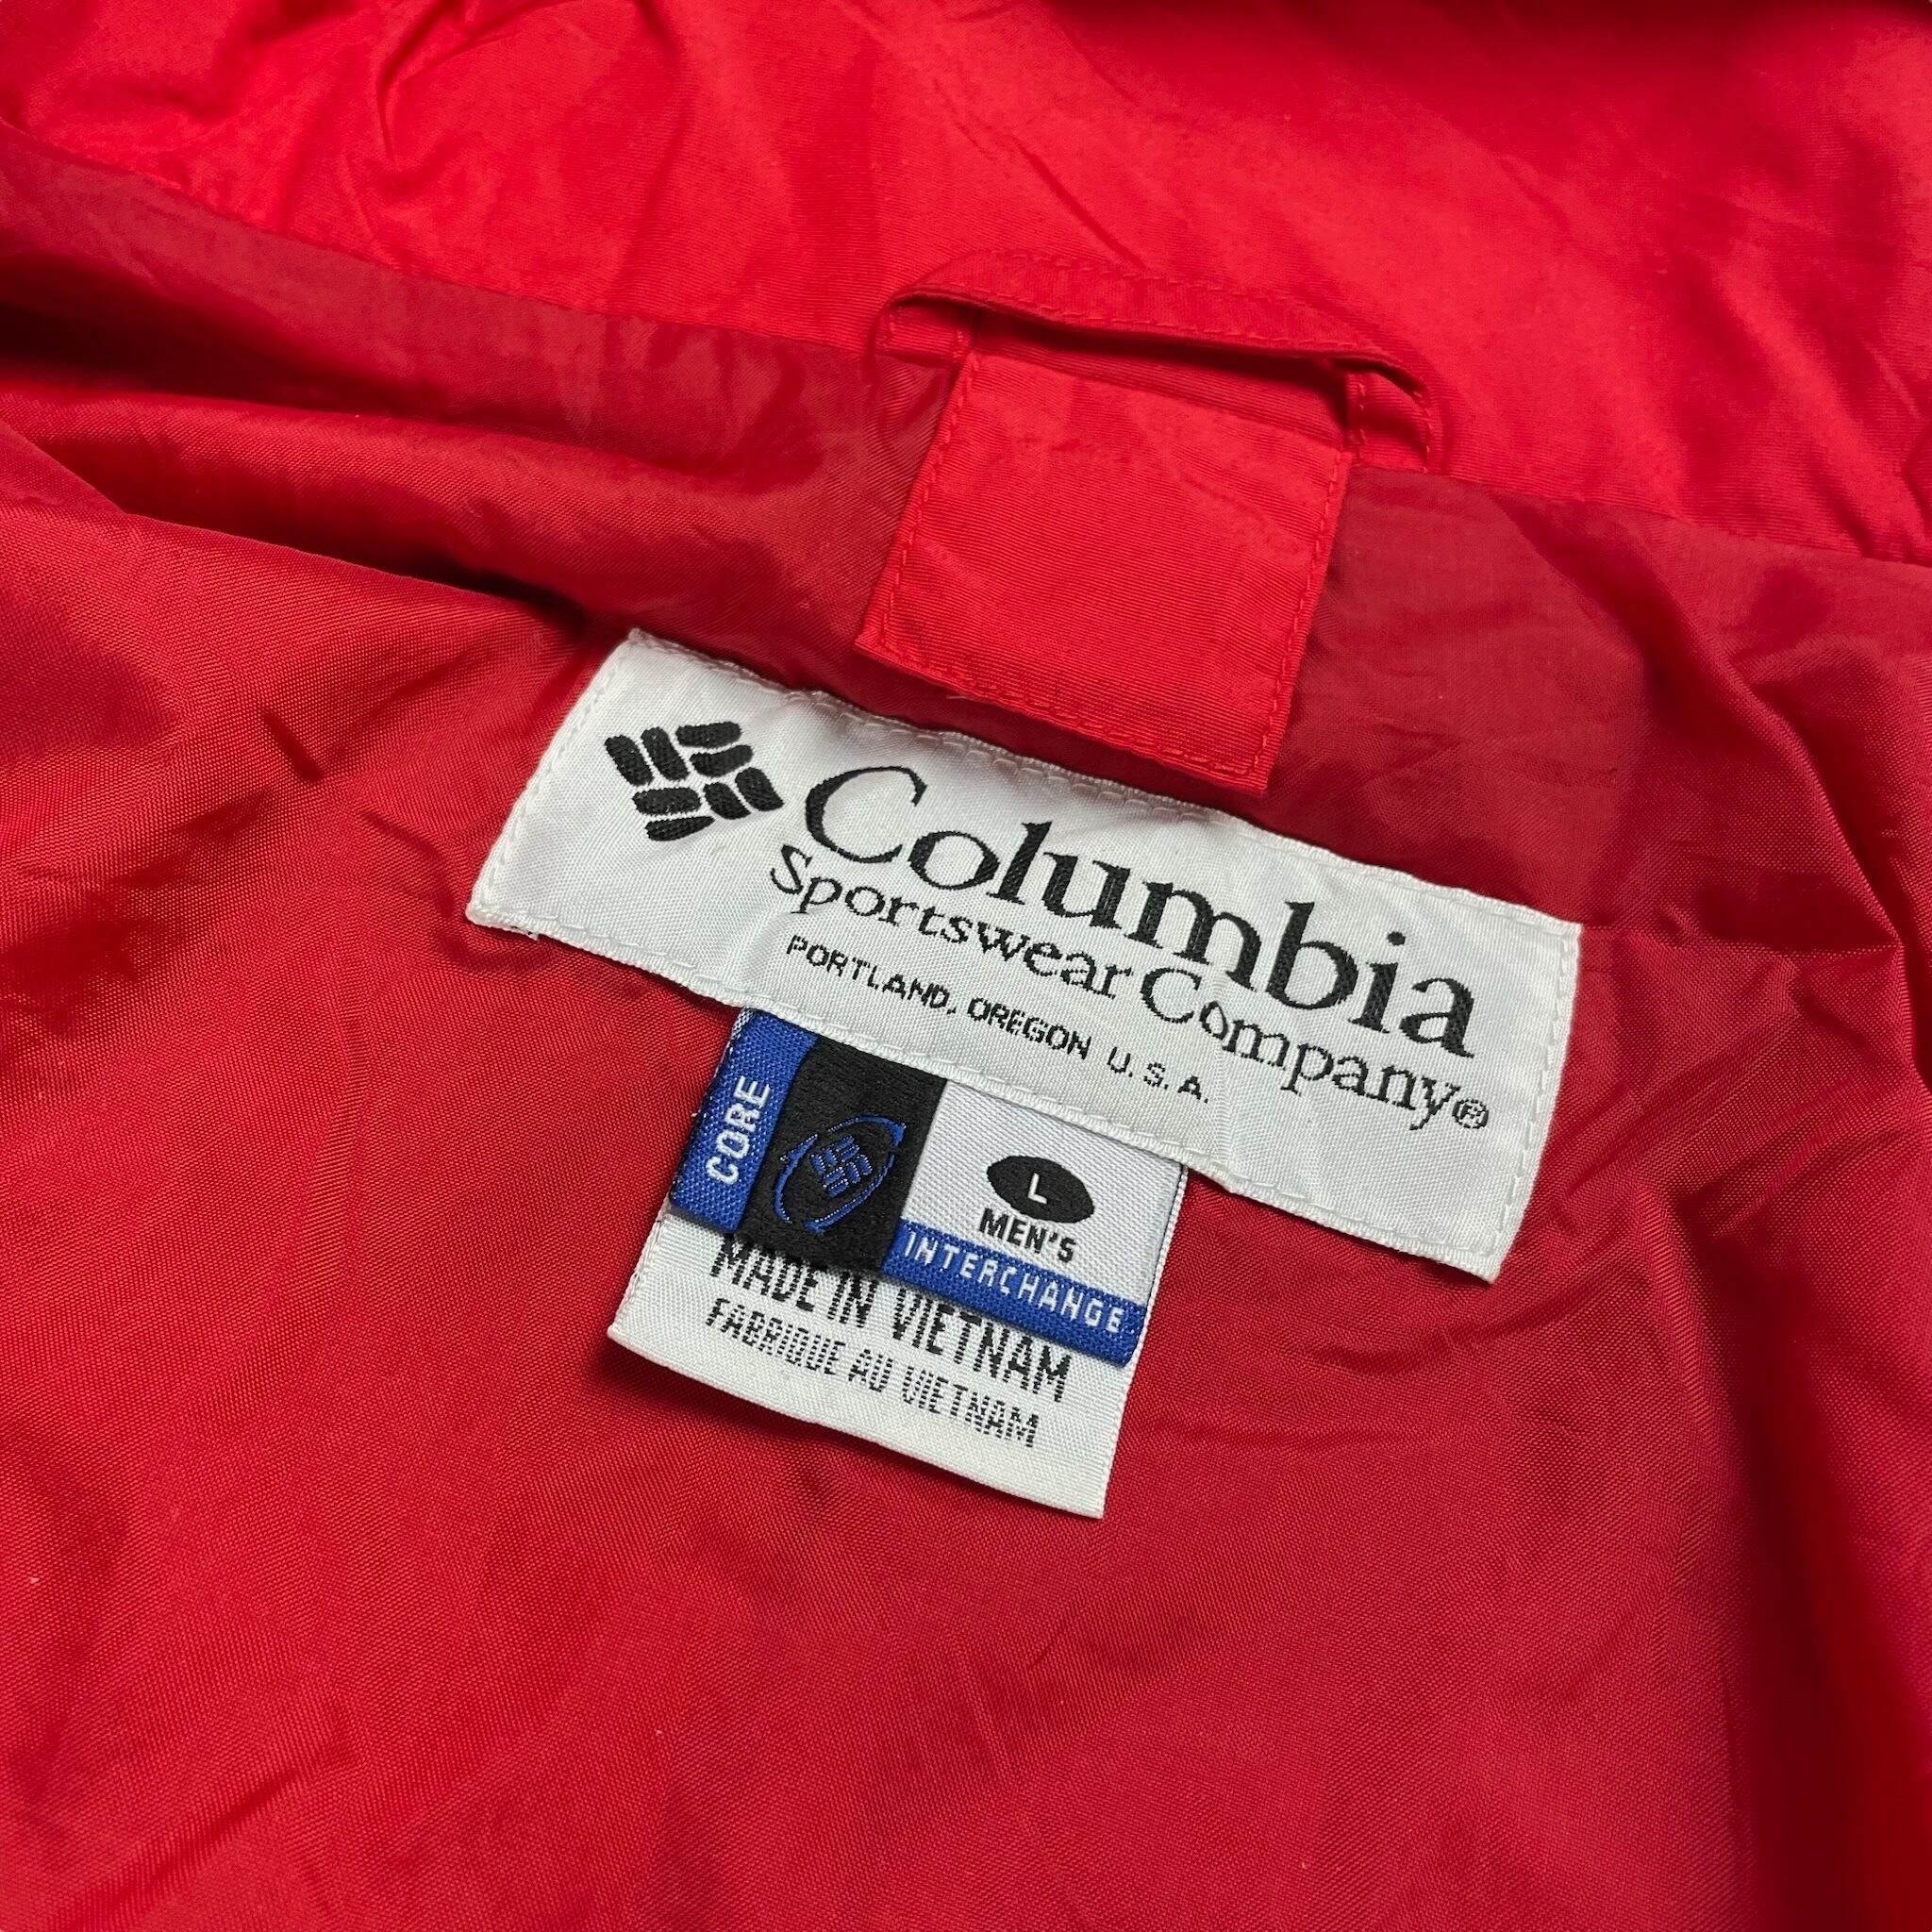 Columbia
Sportswear Company®
PORTLAND, OREGON U.S.A.
CORE
L
MEN'S
INTERCHANGE
MADE IN VIETNAM
FABRIQUE AU VIETNAM